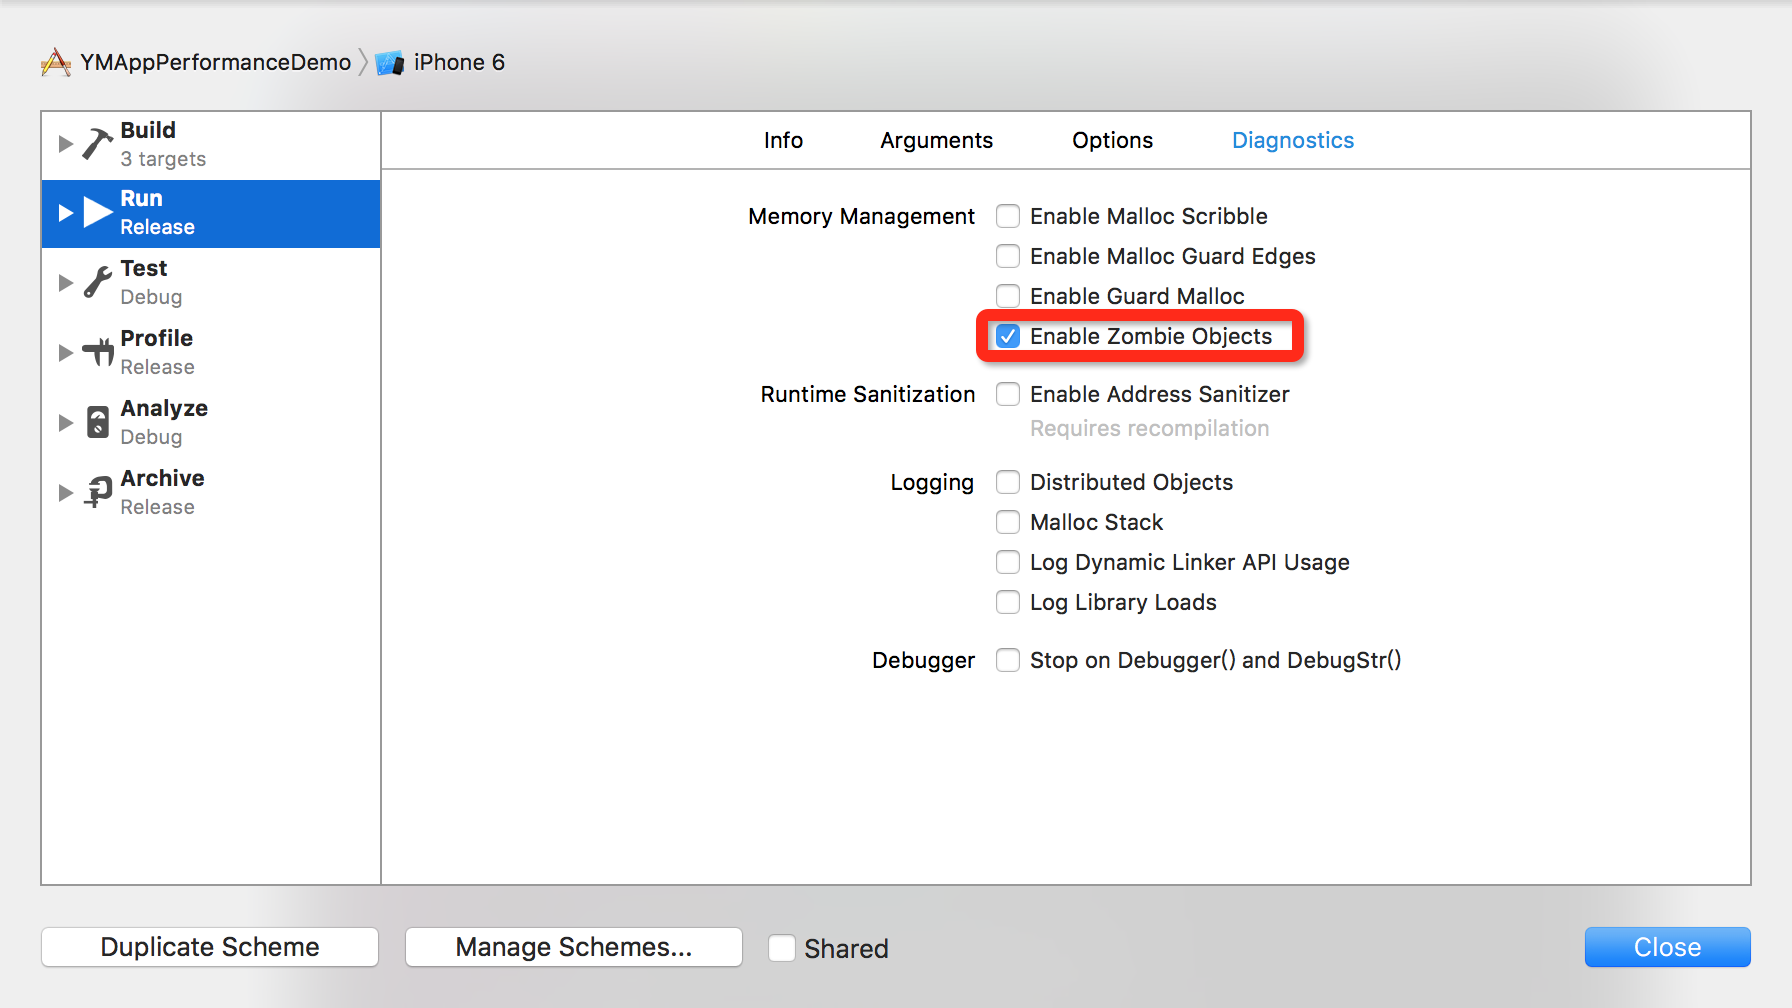 YMAppPerformanceDemo iPhone 6
Build
3 targets
Run
Release
Test
Debug
Profile
Release
Analyze
Debug
Archive
Release
Info Arguments Options Diagnostics
Memory Management Enable Malloc Scribble
Enable Malloc Guard Edges
Enable Guard Malloc
Enable Zombie Objects
Runtime Sanitization Enable Address Sanitizer
Requires recompilation
Logging Distributed Objects
Malloc Stack
Log Dynamic Linker API Usage
Log Library Loads
Debugger Stop on Debugger() and DebugStr()
Duplicate Scheme Manage Schemes... Shared Close